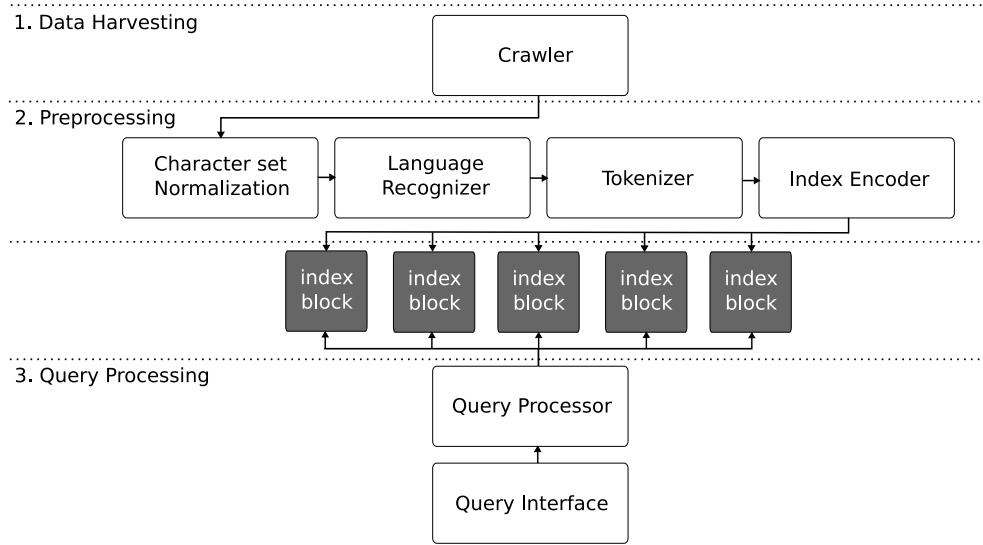 1. Data Harvesting
Crawler
2. Preprocessing
Character set
Normalization
Language
Recognizer
Tokenizer
Index Encoder
index
block
index
block
index
block
index
block
index
block
3. Query Processing
Query Processor
Query Interface